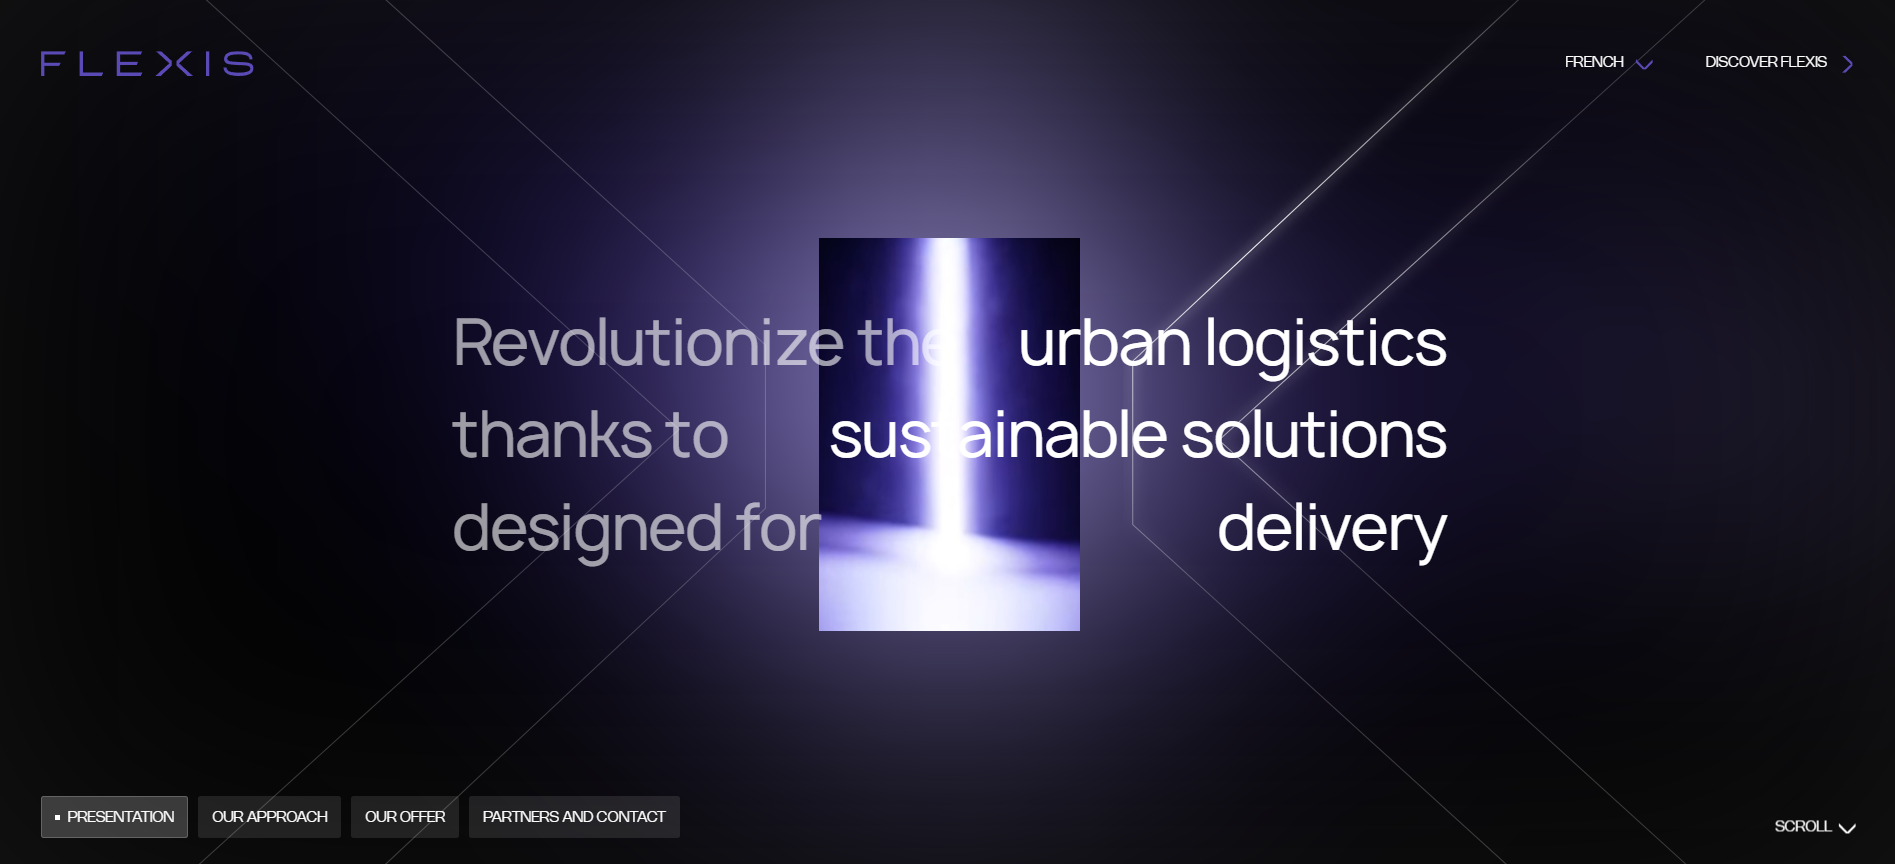 FLEXIS
FRENCH
DISCOVER FLEXIS
Revolutionize the urban logistics
thanks to sustainable solutions
designed for delivery
PRESENTATION
OUR APPROACH
OUR OFFER
PARTNERS AND CONTACT
SCROLL